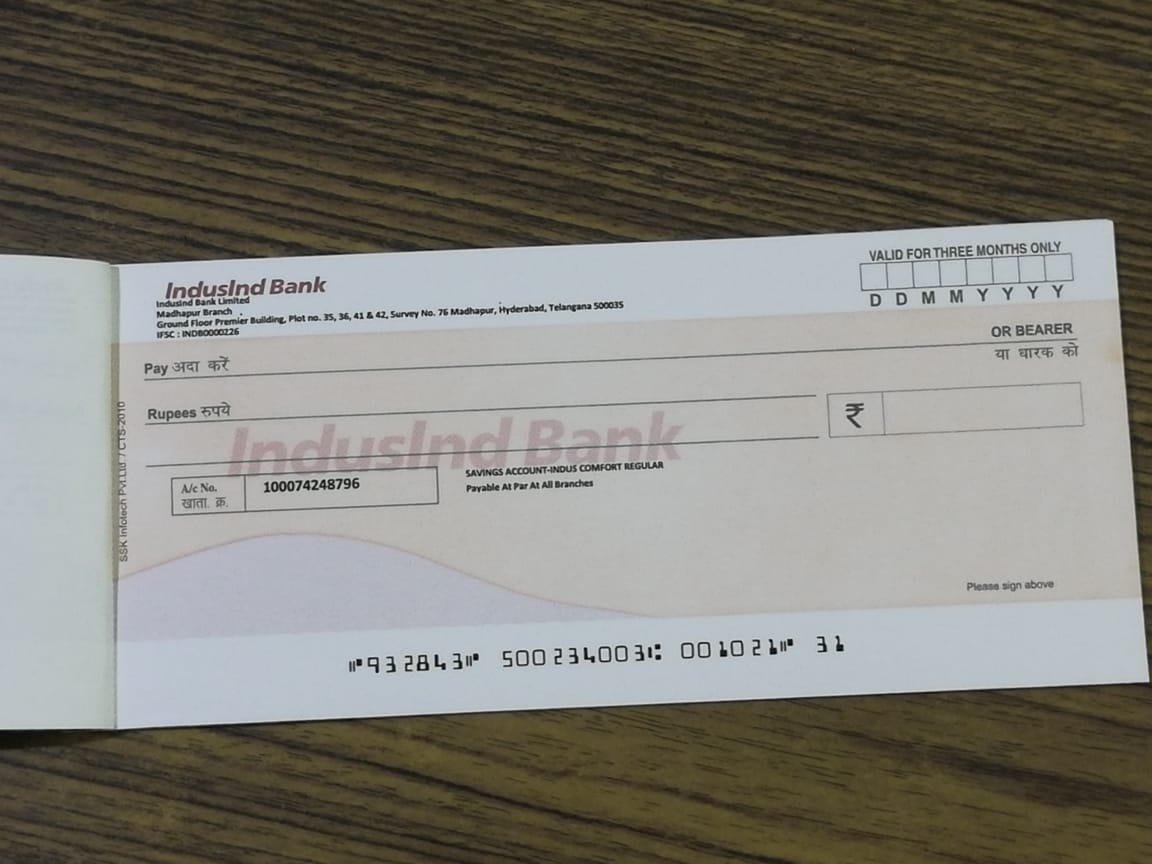 VALID FOR THREE MONTHS ONLY
D D M M Y Y Y Y
IndusInd Bank
IndusInd Bank Limited
Madhapur Branch
Ground Floor Premier Building, Plot no. 35, 36, 41 & 42, Survey No. 76 Madhapur, Hyderabad, Telangana 500035
IFSC : INDB0000226
OR BEARER
या धारक को
Pay अदा करें
Rupees रुपये
₹
IndusInd Bank
SAVINGS ACCOUNT-INDUS COMFORT REGULAR
Payable At Par At All Branches
A/c No.
खाता. क्र.
100074248796
SSK Infotech Pvt.Ltd. / CTS-2010
Please sign above
⑈932843⑈ 500234003⑆ 001021⑈ 31